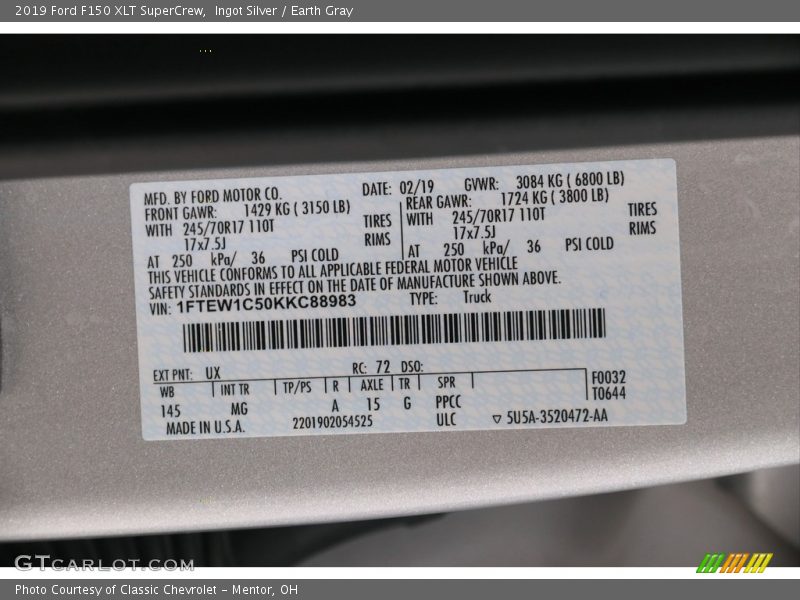 2019 Ford F150 XLT SuperCrew,  Ingot Silver / Earth Gray
MFD. BY FORD MOTOR CO.
DATE: 02/19
GVWR: 3084 KG ( 6800 LB)
FRONT GAWR: 1429 KG ( 3150 LB)
REAR GAWR: 1724 KG ( 3800 LB)
WITH 245/70R17 110T TIRES
WITH 245/70R17 110T TIRES
17x7.5J RIMS
17x7.5J RIMS
AT 250 kPa/ 36 PSI COLD
AT 250 kPa/ 36 PSI COLD
THIS VEHICLE CONFORMS TO ALL APPLICABLE FEDERAL MOTOR VEHICLE
SAFETY STANDARDS IN EFFECT ON THE DATE OF MANUFACTURE SHOWN ABOVE.
VIN: 1FTEW1C50KKC88983
TYPE: Truck
EXT PNT: UX RC: 72 DSO:
WB INT TR TP/PS R AXLE TR SPR
F0032
T0644
145 MG A 15 G PPCC
MADE IN U.S.A. 2201902054525 ULC ▽ 5U5A-3520472-AA
GTCARLOT.COM
Photo Courtesy of Classic Chevrolet - Mentor, OH